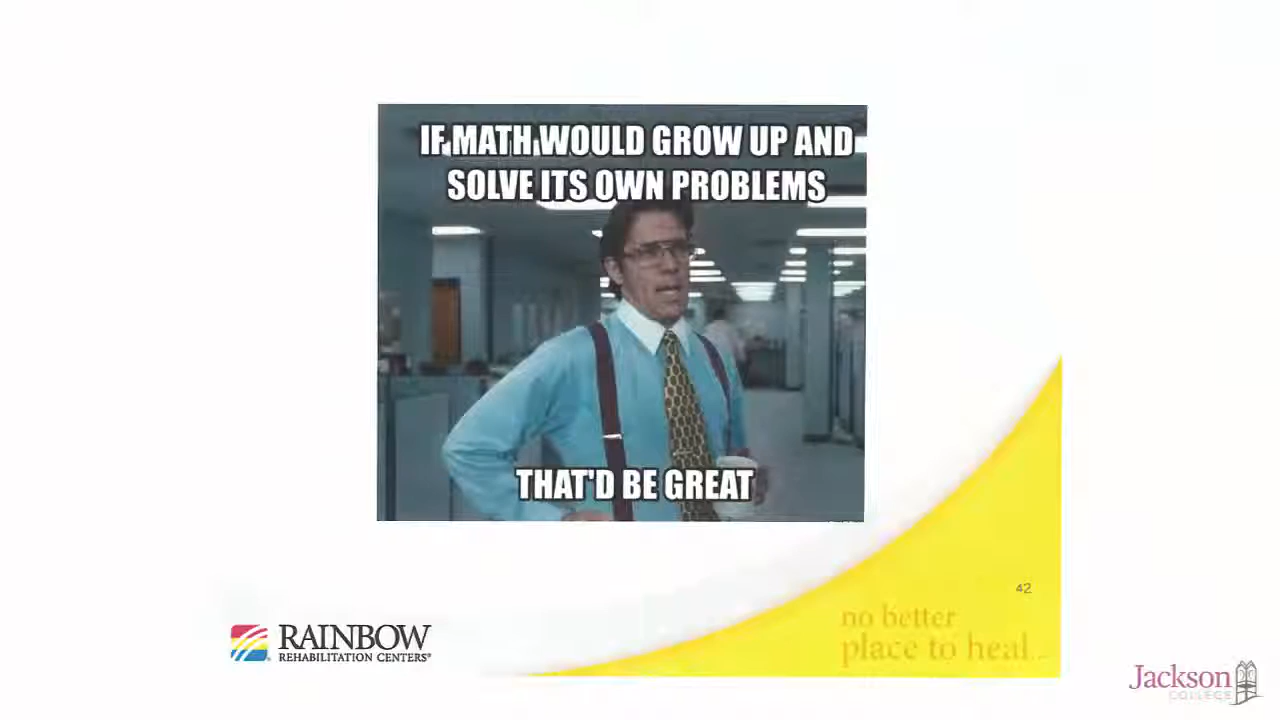 IF MATH WOULD GROW UP AND
SOLVE ITS OWN PROBLEMS
THAT'D BE GREAT
42
no better
place to heal...
RAINBOW
REHABILITATION CENTERS®
Jackson
COLLEGE